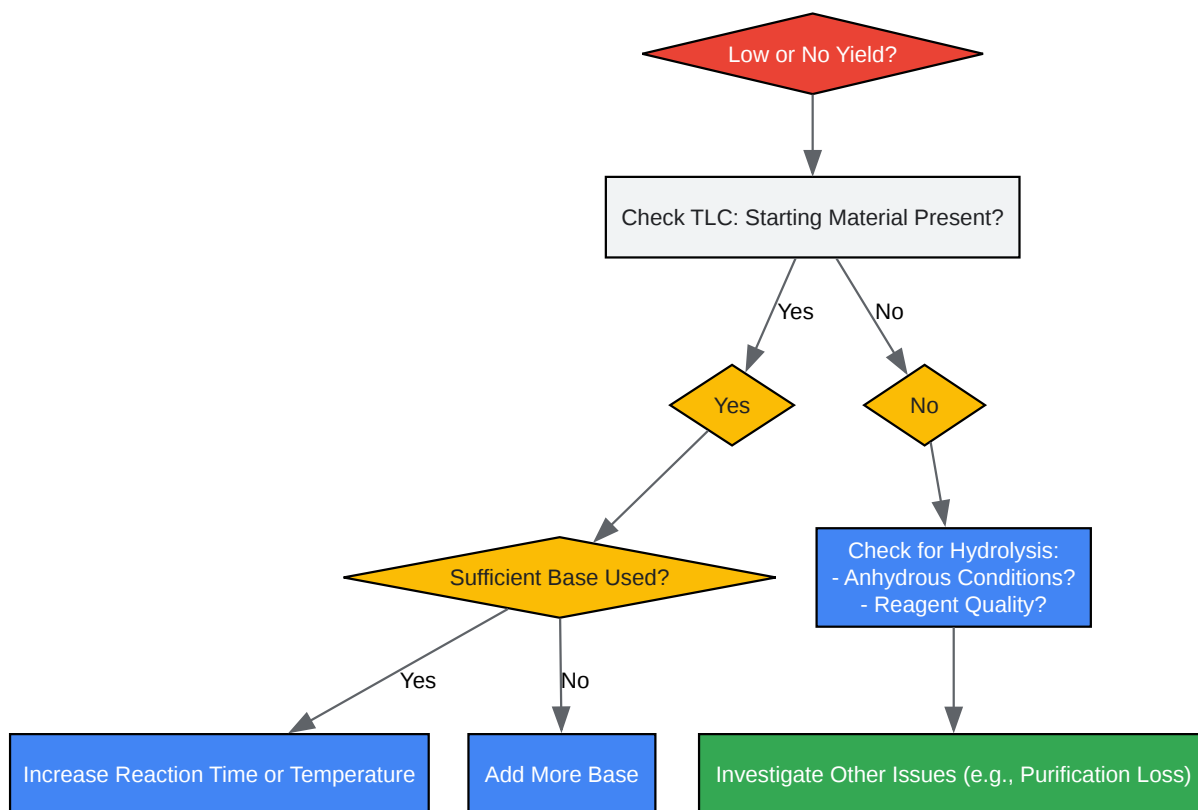 Low or No Yield?
Check TLC: Starting Material Present?
Yes
No
Yes
No
Check for Hydrolysis:
- Anhydrous Conditions?
- Reagent Quality?
Sufficient Base Used?
Yes
No
Increase Reaction Time or Temperature
Add More Base
Investigate Other Issues (e.g., Purification Loss)